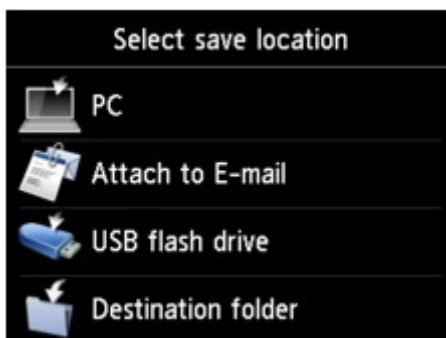 Select save location
PC
Attach to E-mail
USB flash drive
Destination folder